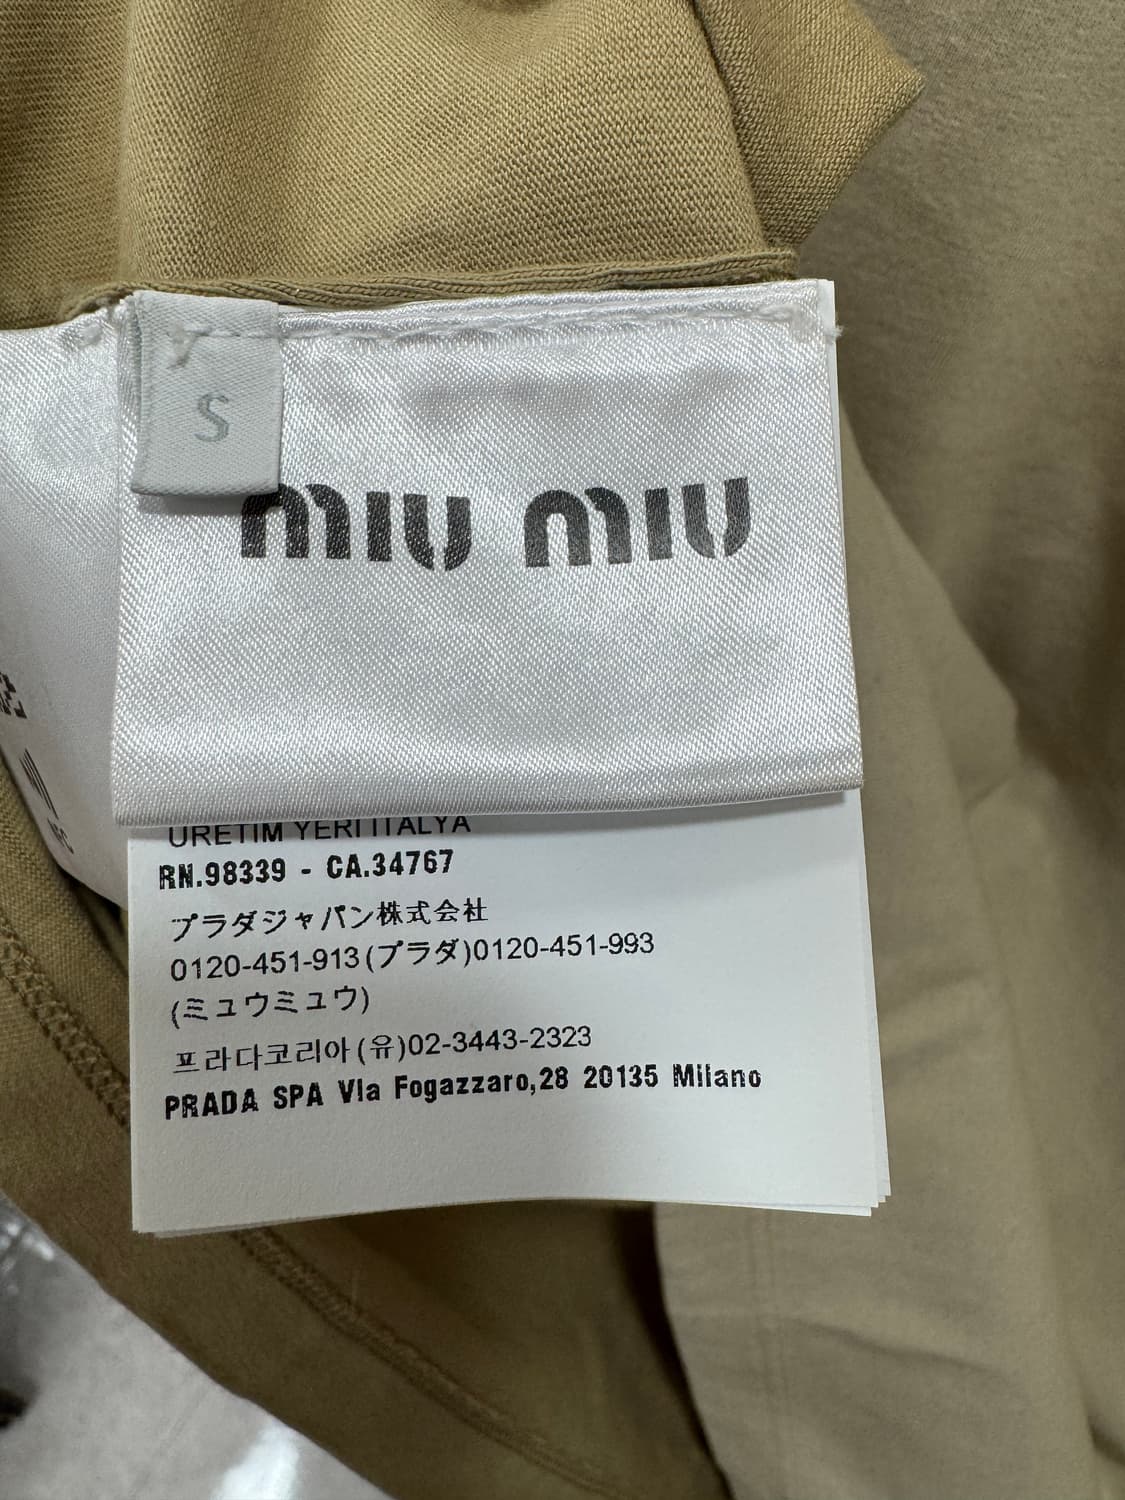 S
miu miu
URETIM YERI ITALYA
RN.98339 - CA.34767
プラダジャパン株式会社
0120-451-913(プラダ)0120-451-993
(ミュウミュウ)
프라다코리아(유)02-3443-2323
PRADA SPA Via Fogazzaro,28 20135 Milano